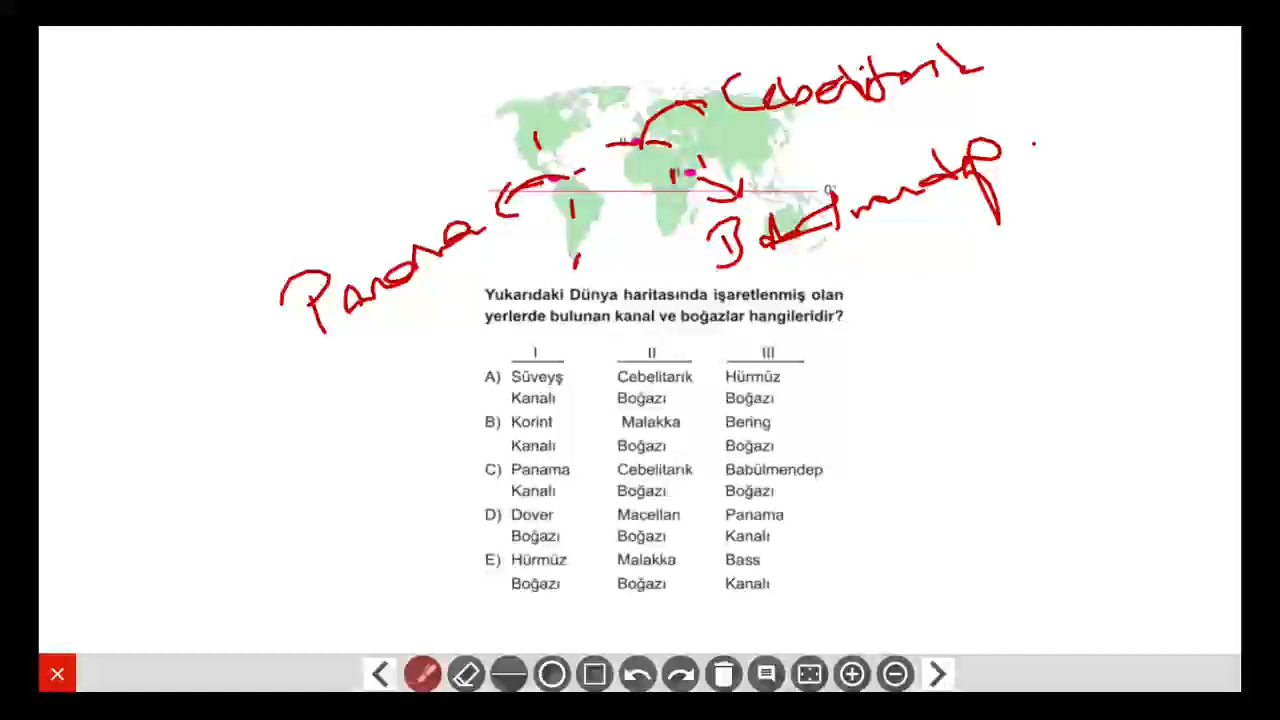 Cebelitarık
II
III
0°
Panama
Babülmendep
Yukarıdaki Dünya haritasında işaretlenmiş olan
yerlerde bulunan kanal ve boğazlar hangileridir?
I II III
A) Süveyş Cebelitarık Hürmüz
Kanalı Boğazı Boğazı
B) Korint Malakka Bering
Kanalı Boğazı Boğazı
C) Panama Cebelitarık Babülmendep
Kanalı Boğazı Boğazı
D) Dover Macellan Panama
Boğazı Boğazı Kanalı
E) Hürmüz Malakka Bass
Boğazı Boğazı Kanalı